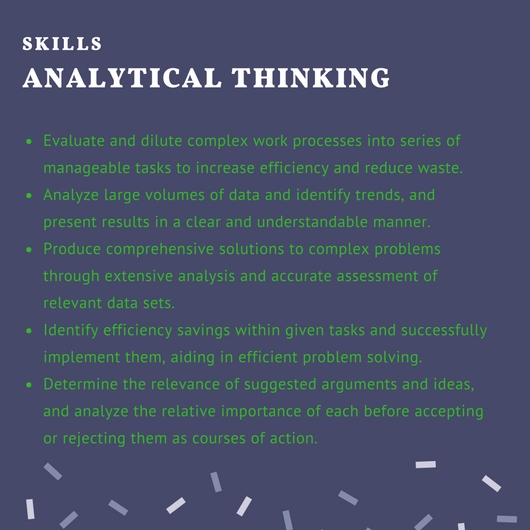 SKILLS
ANALYTICAL THINKING
• Evaluate and dilute complex work processes into series of
manageable tasks to increase efficiency and reduce waste.
• Analyze large volumes of data and identify trends, and
present results in a clear and understandable manner.
• Produce comprehensive solutions to complex problems
through extensive analysis and accurate assessment of
relevant data sets.
• Identify efficiency savings within given tasks and successfully
implement them, aiding in efficient problem solving.
• Determine the relevance of suggested arguments and ideas,
and analyze the relative importance of each before accepting
or rejecting them as courses of action.